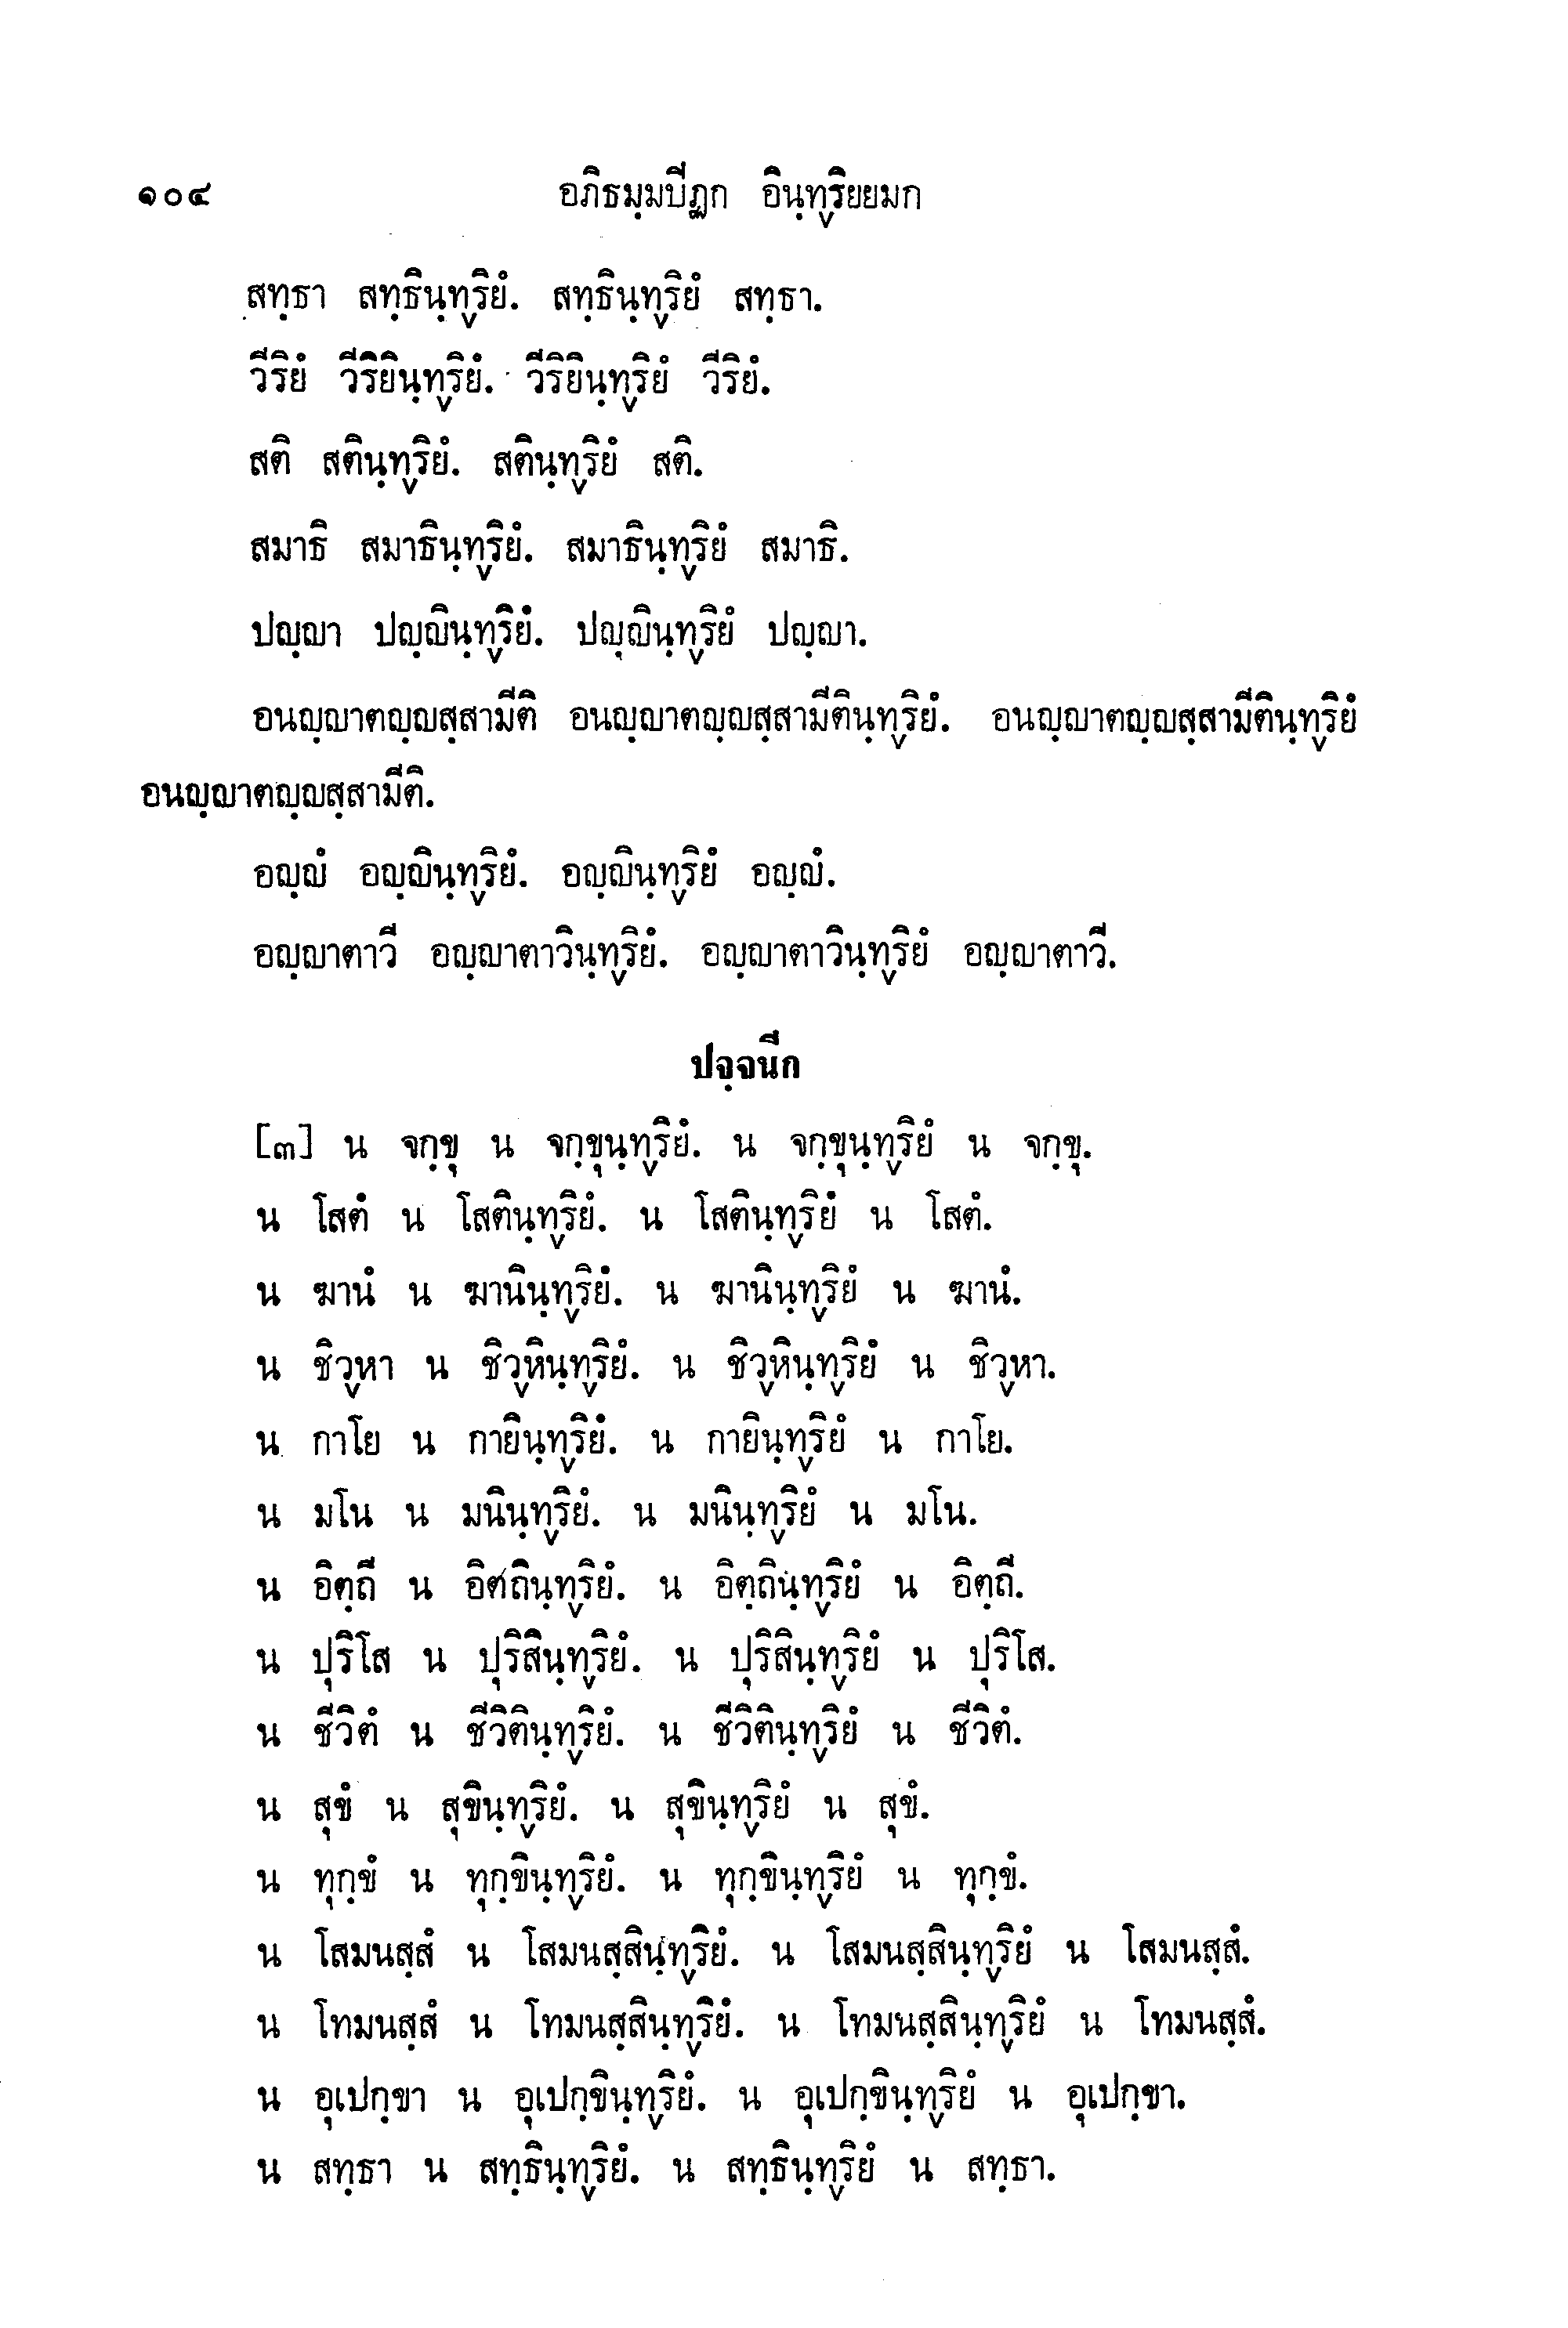 ๑๐๔ อภิธมฺมบีฏก อินฺทฺริยยมก
สทฺธา สทฺธินฺทฺริยํ. สทฺธินฺทฺริยํ สทฺธา.
วีริยํ วีริยินฺทฺริยํ. วีริยินฺทฺริยํ วีริยํ.
สติ สตินฺทฺริยํ. สตินฺทฺริยํ สติ.
สมาธิ สมาธินฺทฺริยํ. สมาธินฺทฺริยํ สมาธิ.
ปญฺญา ปญฺญินฺทฺริยํ. ปญฺญินฺทฺริยํ ปญฺญา.
อนญฺญาตญฺญสฺสามีติ อนญฺญาตญฺญสฺสามีตินฺทฺริยํ. อนญฺญาตญฺญสฺสามีตินฺทฺริยํ
อนญฺญาตญฺญสฺสามีติ.
อญฺญํ อญฺญินฺทฺริยํ. อญฺญินฺทฺริยํ อญฺญํ.
อญฺญาตาวี อญฺญาตาวินฺทฺริยํ. อญฺญาตาวินฺทฺริยํ อญฺญาตาวี.
ปจฺจนีก
[๓] น จกฺขุ น จกฺขุนฺทฺริยํ. น จกฺขุนฺทฺริยํ น จกฺขุ.
น โสตํ น โสตินฺทฺริยํ. น โสตินฺทฺริยํ น โสตํ.
น ฆานํ น ฆานินฺทฺริยํ. น ฆานินฺทฺริยํ น ฆานํ.
น ชิวฺหา น ชิวฺหินฺทฺริยํ. น ชิวฺหินฺทฺริยํ น ชิวฺหา.
น กาโย น กายินฺทฺริยํ. น กายินฺทฺริยํ น กาโย.
น มโน น มนินฺทฺริยํ. น มนินฺทฺริยํ น มโน.
น อิตฺถี น อิตฺถินฺทฺริยํ. น อิตฺถินฺทฺริยํ น อิตฺถี.
น ปุริโส น ปุริสินฺทฺริยํ. น ปุริสินฺทฺริยํ น ปุริโส.
น ชีวิตํ น ชีวิตินฺทฺริยํ. น ชีวิตินฺทฺริยํ น ชีวิตํ.
น สุขํ น สุขินฺทฺริยํ. น สุขินฺทฺริยํ น สุขํ.
น ทุกฺขํ น ทุกฺขินฺทฺริยํ. น ทุกฺขินฺทฺริยํ น ทุกฺขํ.
น โสมนสฺสํ น โสมนสฺสินฺทฺริยํ. น โสมนสฺสินฺทฺริยํ น โสมนสฺสํ.
น โทมนสฺสํ น โทมนสฺสินฺทฺริยํ. น โทมนสฺสินฺทฺริยํ น โทมนสฺสํ.
น อุเปกฺขา น อุเปกฺขินฺทฺริยํ. น อุเปกฺขินฺทฺริยํ น อุเปกฺขา.
น สทฺธา น สทฺธินฺทฺริยํ. น สทฺธินฺทฺริยํ น สทฺธา.